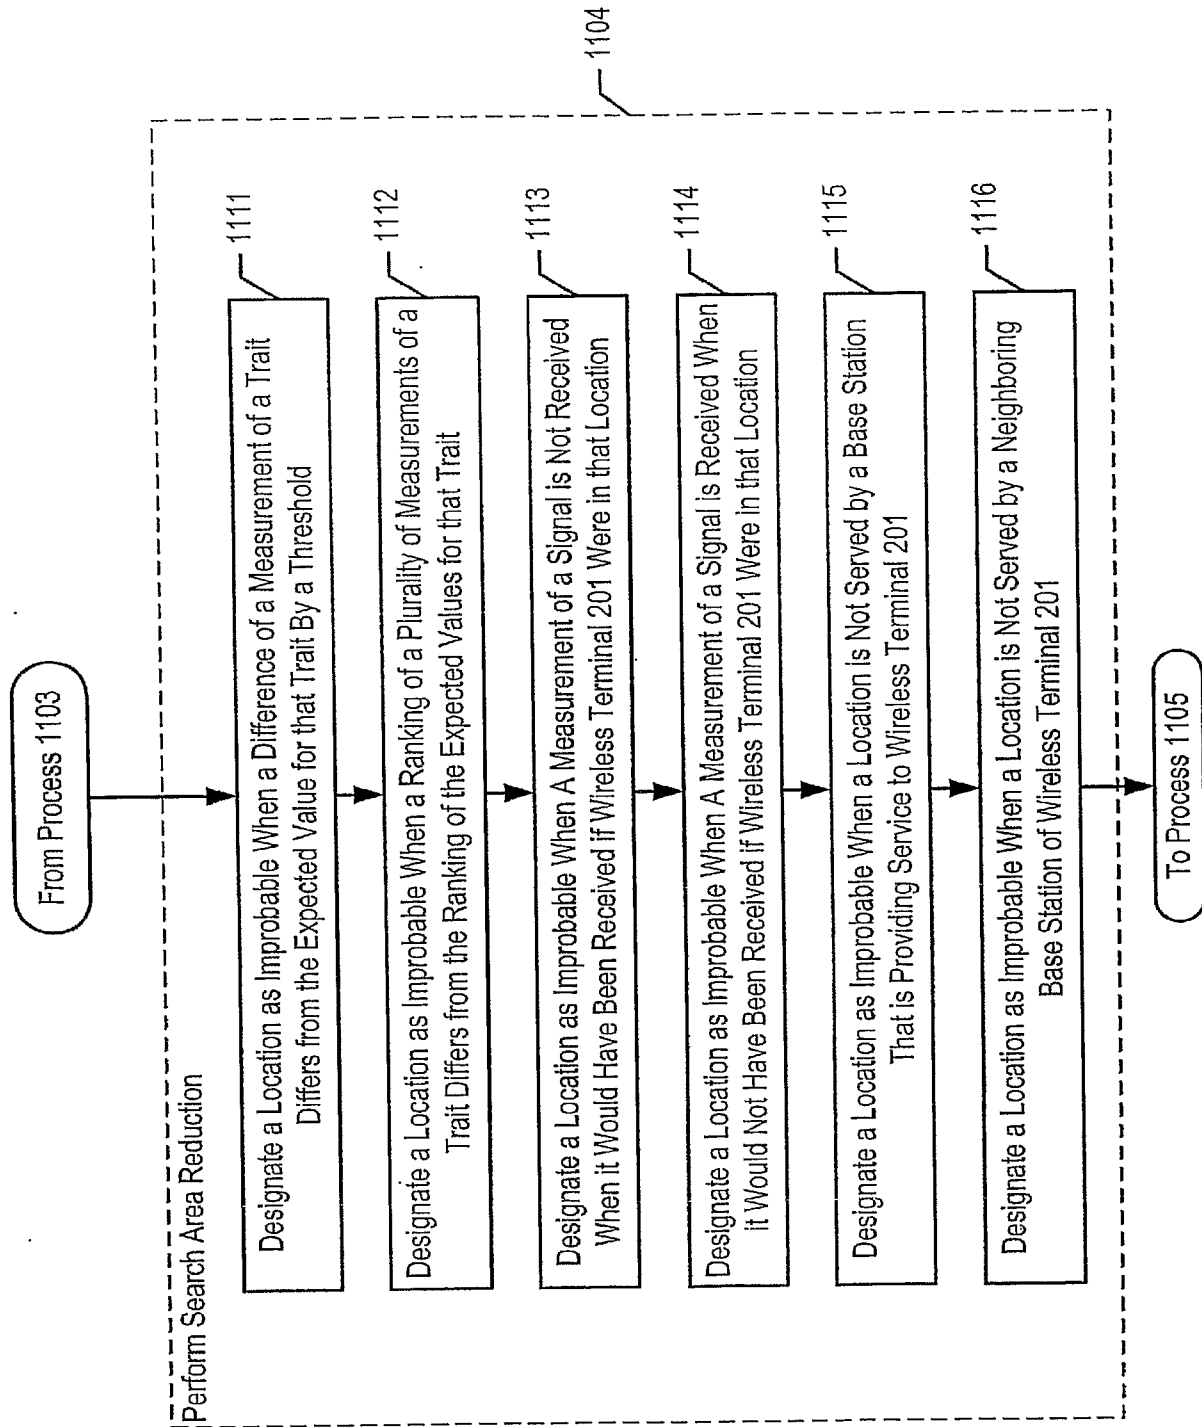 From Process 1103
Perform Search Area Reduction
1104
1111
Designate a Location as Improbable When a Difference of a Measurement of a Trait
Differs from the Expected Value for that Trait By a Threshold
1112
Designate a Location as Improbable When a Ranking of a Plurality of Measurements of a
Trait Differs from the Ranking of the Expected Values for that Trait
1113
Designate a Location as Improbable When A Measurement of a Signal is Not Received
When it Would Have Been Received if Wireless Terminal 201 Were in that Location
1114
Designate a Location as Improbable When A Measurement of a Signal is Received When
it Would Not Have Been Received if Wireless Terminal 201 Were in that Location
1115
Designate a Location as Improbable When a Location is Not Served by a Base Station
That is Providing Service to Wireless Terminal 201
1116
Designate a Location as Improbable When a Location is Not Served by a Neighboring
Base Station of Wireless Terminal 201
To Process 1105